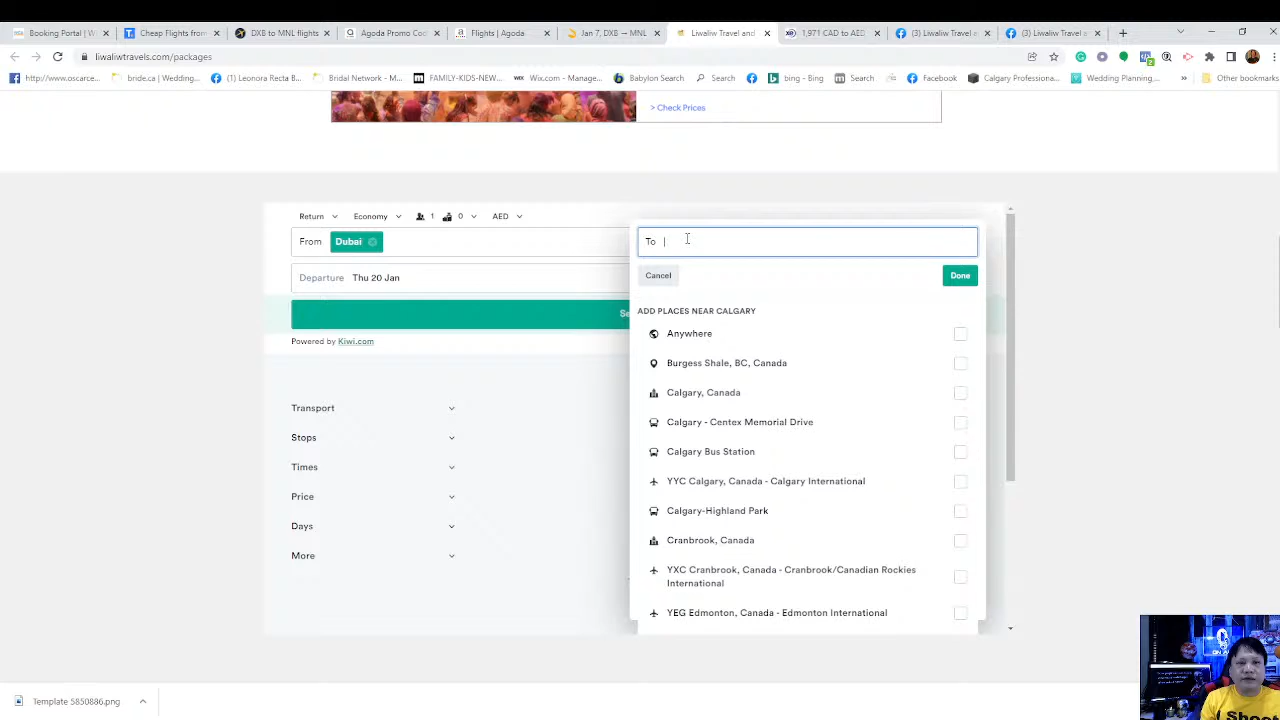 Booking Portal | W
Cheap Flights from
DXB to MNL flights
Agoda Promo Cod
Flights | Agoda
Jan 7, DXB → MNL
Liwaliw Travel and
1,971 CAD to AED
(3) Liwaliw Travel a
(3) Liwaliw Travel a
liwaliwtravels.com/packages
http://www.oscarce...
bride.ca | Wedding...
(1) Leonora Recta B...
Bridal Network - M...
FAMILY-KIDS-NEW...
WIX Wix.com - Manage...
Babylon Search
Search
bing - Bing
Search
Facebook
Calgary Professiona...
Wedding Planning,...
»
Other bookmarks
> Check Prices
Return
Economy
1
0
AED
From Dubai
To
Departure Thu 20 Jan
Cancel
Done
Se
Powered by Kiwi.com
ADD PLACES NEAR CALGARY
Anywhere
Burgess Shale, BC, Canada
Calgary, Canada
Calgary - Centex Memorial Drive
Calgary Bus Station
YYC Calgary, Canada - Calgary International
Calgary-Highland Park
Cranbrook, Canada
YXC Cranbrook, Canada - Cranbrook/Canadian Rockies
International
YEG Edmonton, Canada - Edmonton International
Transport
Stops
Times
Price
Days
More
Template 5850886.png
I Shoo